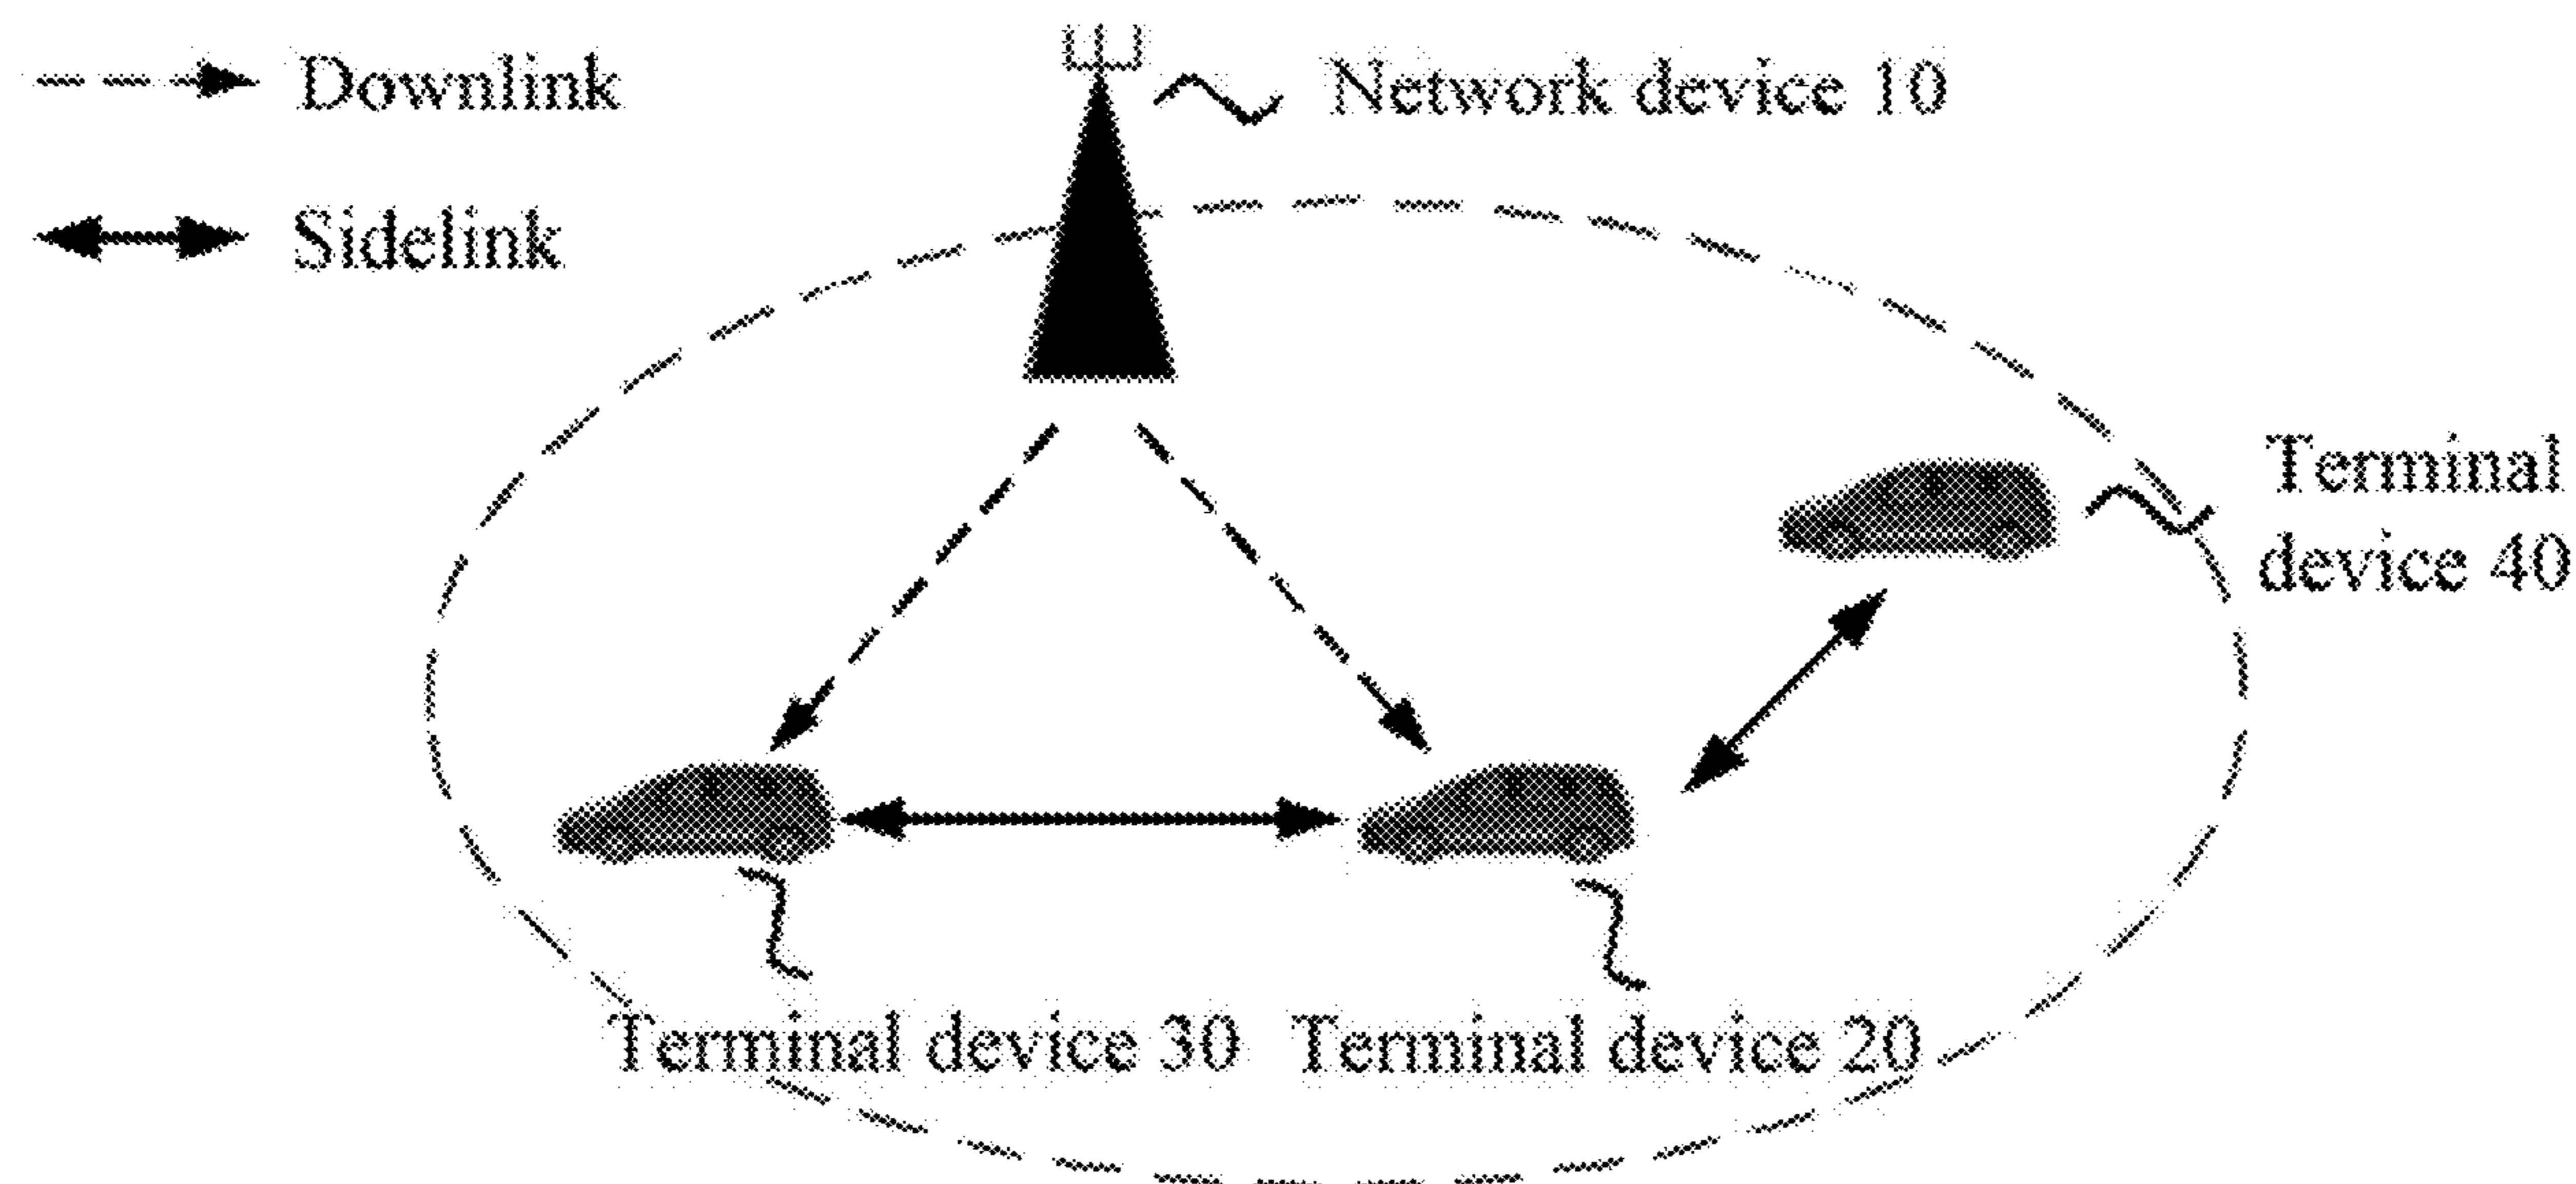 Downlink
Network device 10
Sidelink
Terminal
device 40
Terminal device 30
Terminal device 20